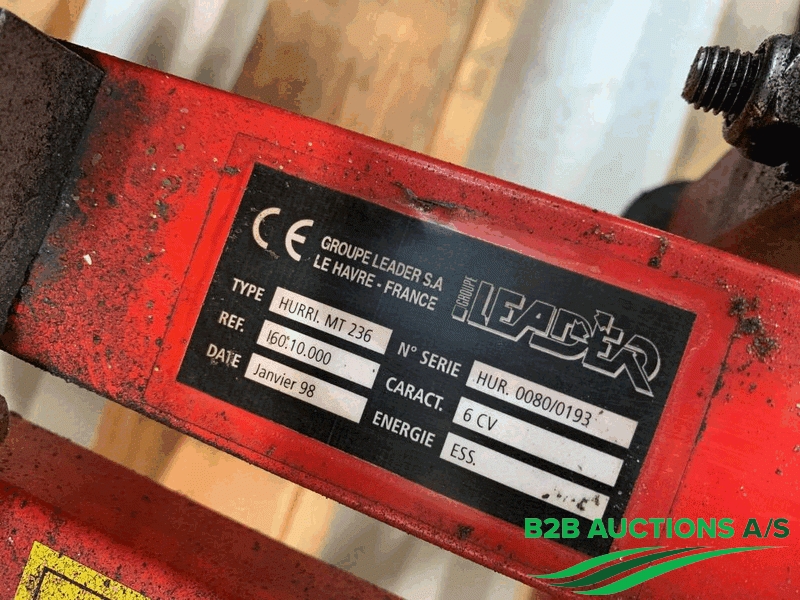 CE GROUPE LEADER S.A
LE HAVRE - FRANCE
GROUPE LEADER
TYPE HURRI. MT 236
REF. I60.10.000
DATE Janvier 98
N° SERIE HUR. 0080/0193
CARACT. 6 CV
ENERGIE ESS.
B2B AUCTIONS A/S